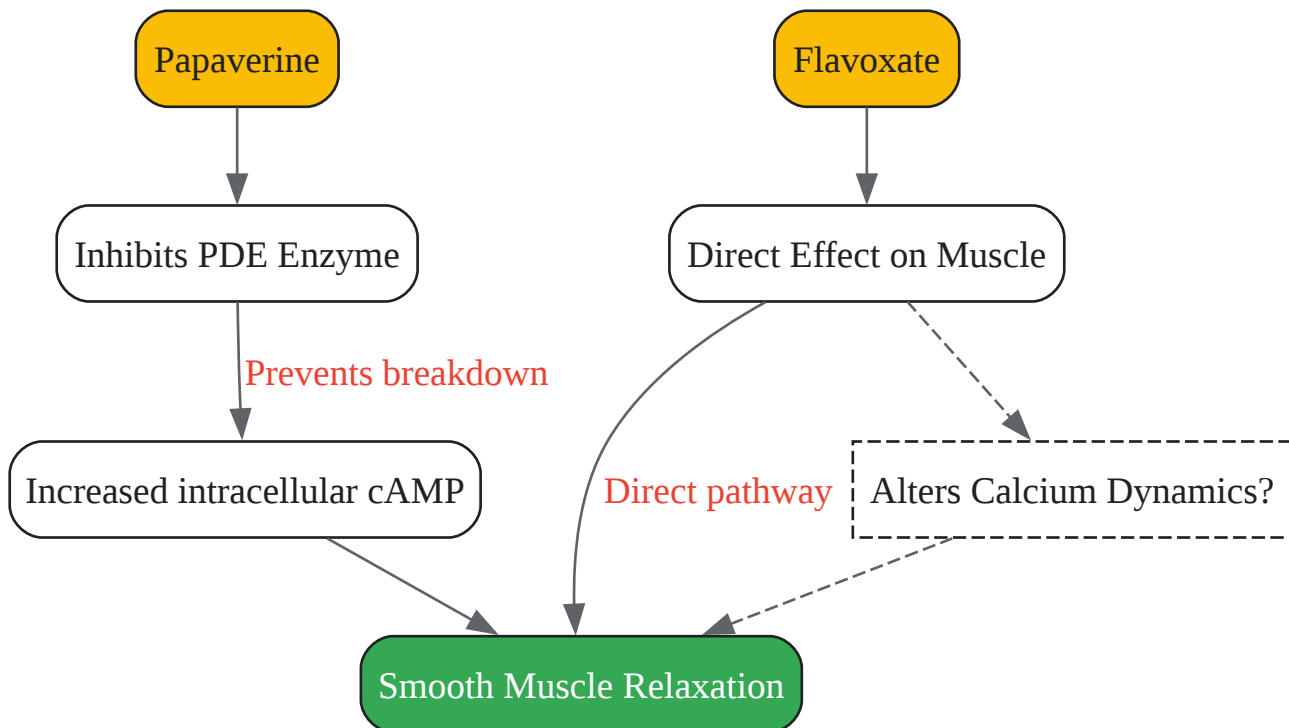 Papaverine
Flavoxate
Inhibits PDE Enzyme
Direct Effect on Muscle
Prevents breakdown
Increased intracellular cAMP
Direct pathway
Alters Calcium Dynamics?
Smooth Muscle Relaxation